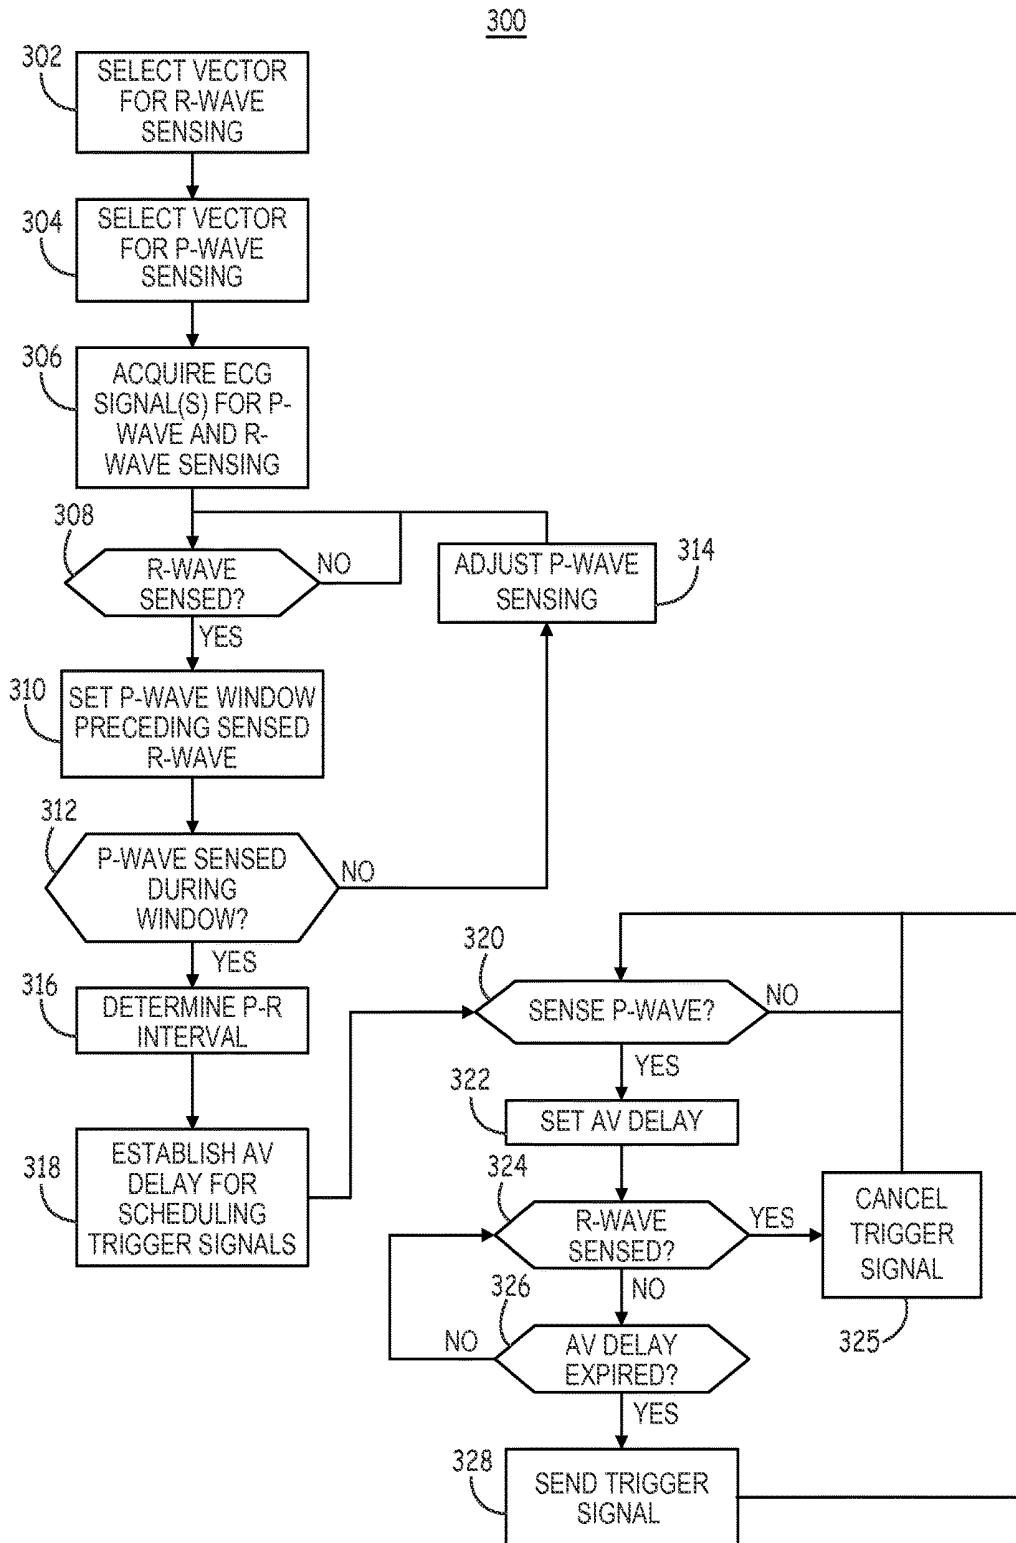 300
302
SELECT VECTOR
FOR R-WAVE
SENSING
304
SELECT VECTOR
FOR P-WAVE
SENSING
306
ACQUIRE ECG
SIGNAL(S) FOR P-
WAVE AND R-
WAVE SENSING
308
R-WAVE
SENSED?
NO
YES
ADJUST P-WAVE
SENSING
314
310
SET P-WAVE WINDOW
PRECEDING SENSED
R-WAVE
312
P-WAVE SENSED
DURING
WINDOW?
NO
YES
316
DETERMINE P-R
INTERVAL
318
ESTABLISH AV
DELAY FOR
SCHEDULING
TRIGGER SIGNALS
320
SENSE P-WAVE?
NO
YES
322
SET AV DELAY
324
R-WAVE
SENSED?
YES
NO
CANCEL
TRIGGER
SIGNAL
325
326
AV DELAY
EXPIRED?
NO
YES
328
SEND TRIGGER
SIGNAL